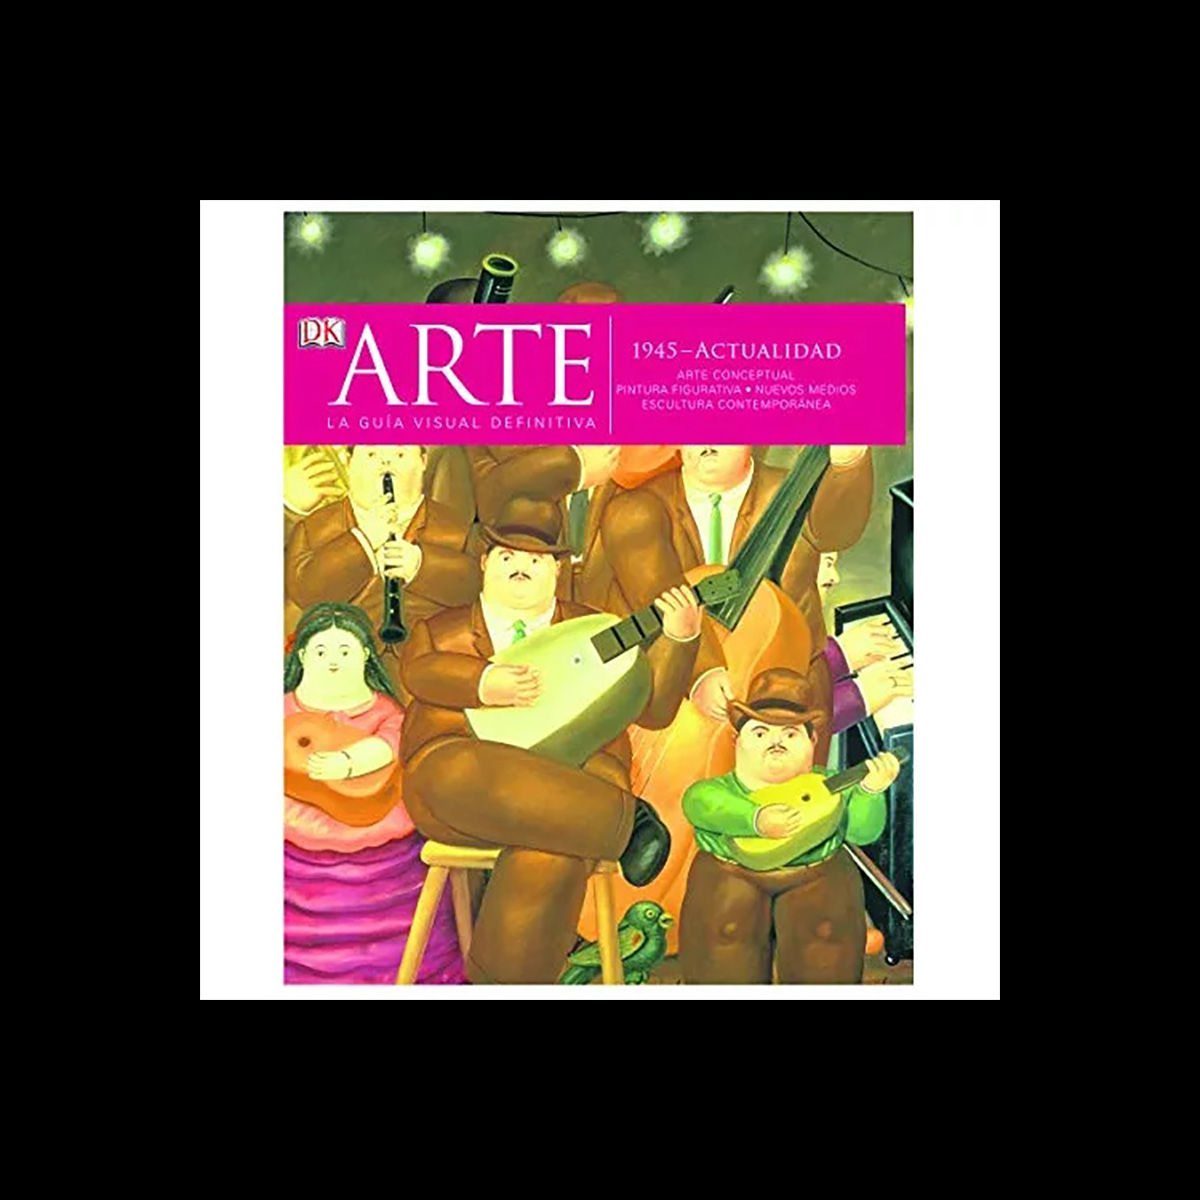 DK
ARTE
LA GUÍA VISUAL DEFINITIVA
1945–ACTUALIDAD
ARTE CONCEPTUAL
PINTURA FIGURATIVA • NUEVOS MEDIOS
ESCULTURA CONTEMPORÁNEA